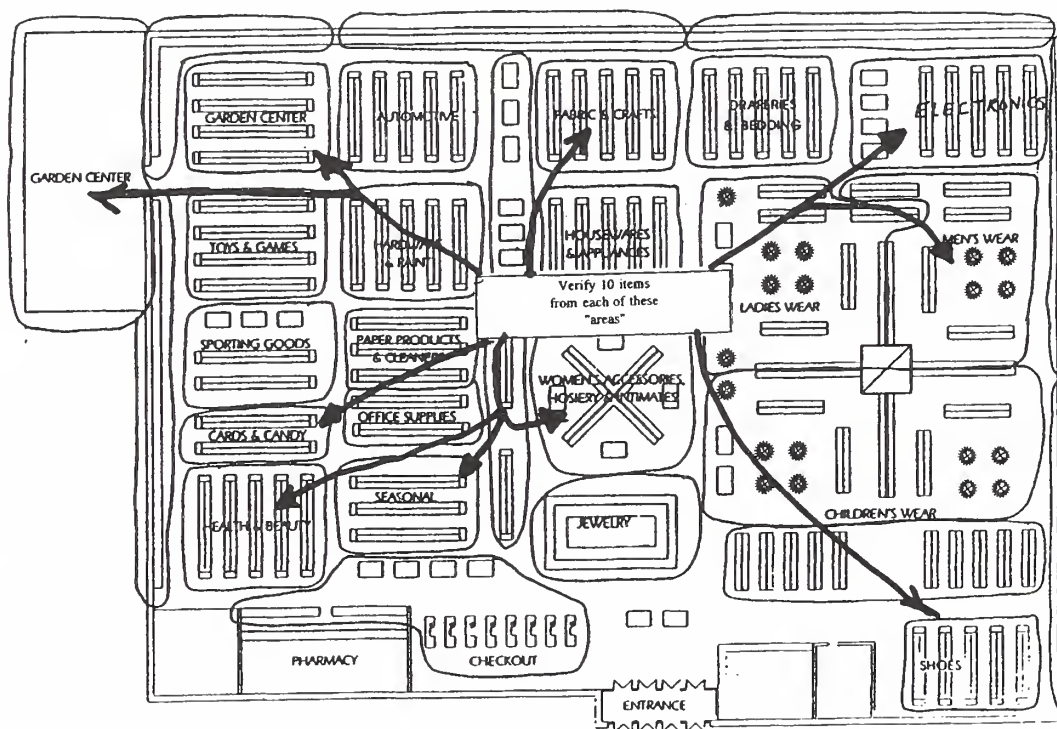 GARDEN CENTER
AUTOMOTIVE
FABRIC & CRAFTS
DRAPERIES
& BEDDING
ELECTRONICS
GARDEN CENTER
TOYS & GAMES
HARDWARE
& PAINT
HOUSEWARES
& APPLIANCES
MEN'S WEAR
LADIES WEAR
Verify 10 items
from each of these
"areas"
SPORTING GOODS
PAPER PRODUCTS
& CLEANERS
WOMEN'S ACCESSORIES,
HOSIERY & INTIMATES
OFFICE SUPPLIES
CARDS & CANDY
SEASONAL
HEALTH & BEAUTY
JEWELRY
CHILDREN'S WEAR
PHARMACY
CHECKOUT
SHOES
ENTRANCE